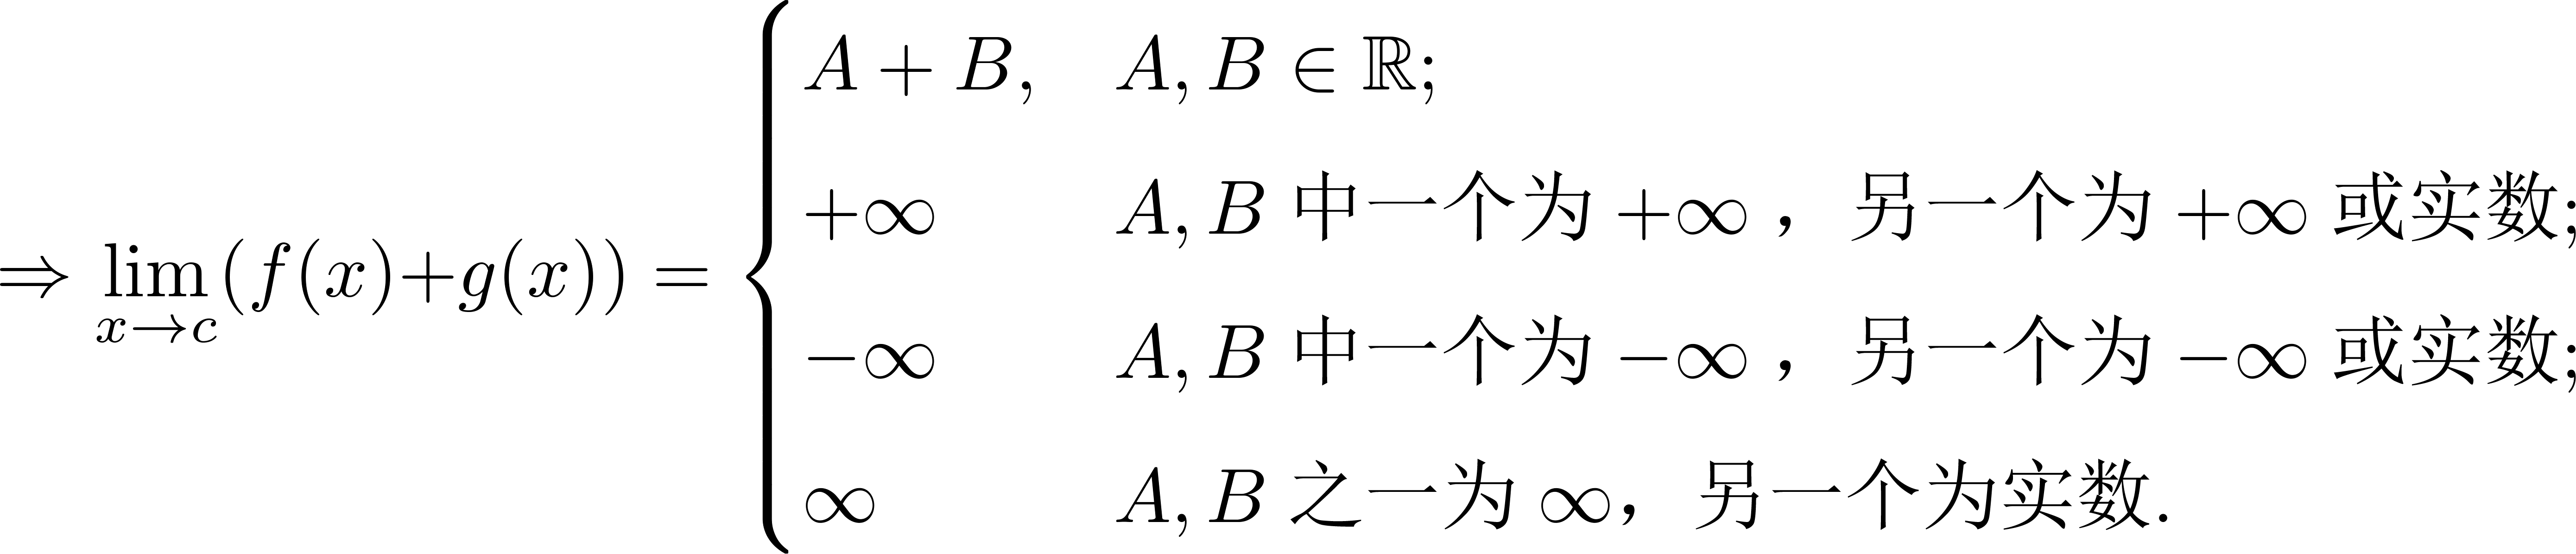 A + B, A, B ∈ ℝ;
+∞ A, B 中一个为 +∞ ，另一个为 +∞ 或实数;
⇒ lim_{x→c} (f(x)+g(x)) =
−∞ A, B 中一个为 −∞ ，另一个为 −∞ 或实数;
∞ A, B 之一为 ∞，另一个为实数.